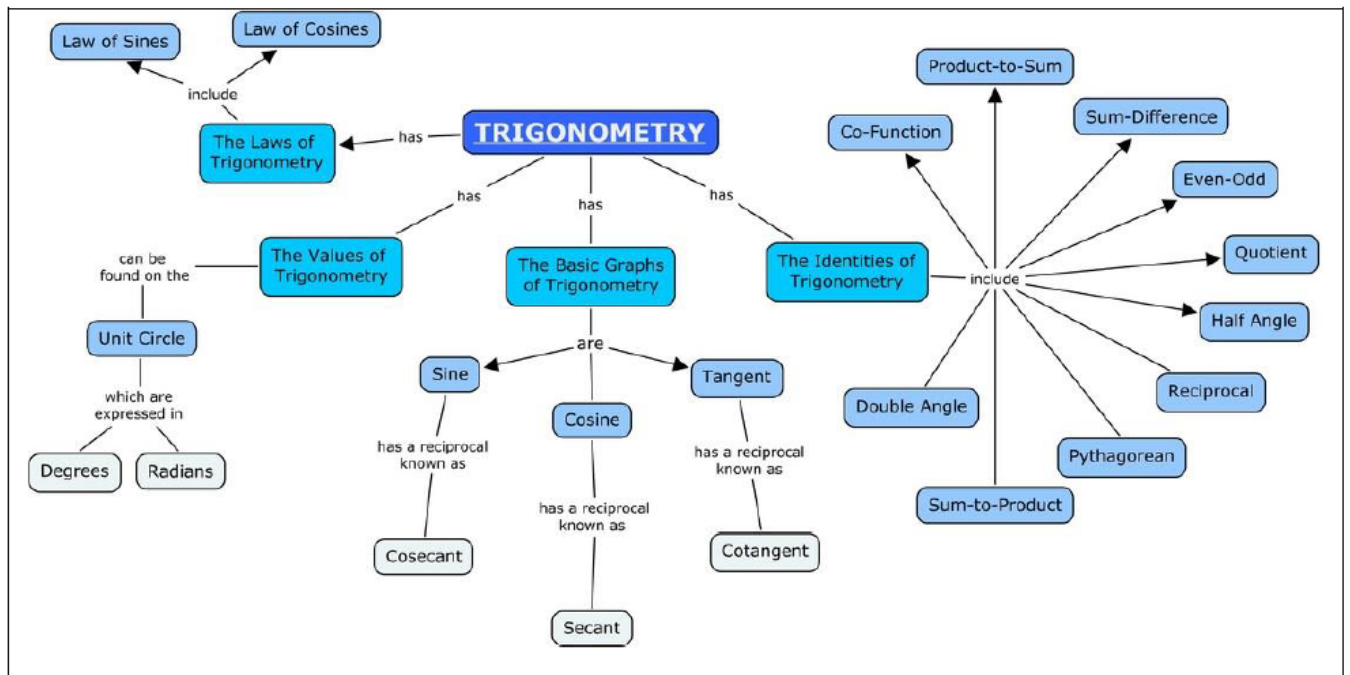 Law of Sines
Law of Cosines
include
The Laws of
Trigonometry
has
TRIGONOMETRY
has
The Values of
Trigonometry
can be
found on the
Unit Circle
which are
expressed in
Degrees
Radians
has
The Basic Graphs
of Trigonometry
are
Sine
has a reciprocal
known as
Cosecant
Cosine
has a reciprocal
known as
Secant
Tangent
has a reciprocal
known as
Cotangent
has
The Identities of
Trigonometry
include
Product-to-Sum
Co-Function
Sum-Difference
Even-Odd
Quotient
Half Angle
Reciprocal
Pythagorean
Sum-to-Product
Double Angle